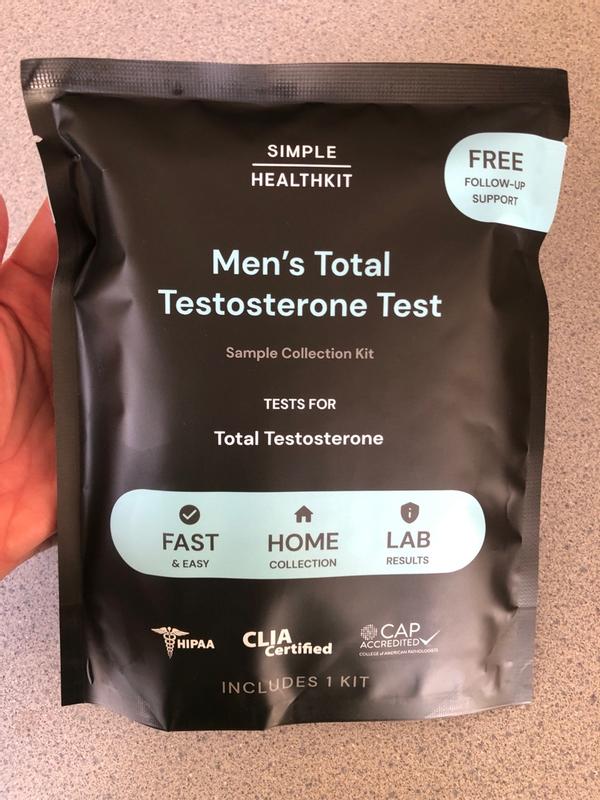 SIMPLE
HEALTHKIT
FREE
FOLLOW-UP
SUPPORT
Men's Total
Testosterone Test
Sample Collection Kit
TESTS FOR
Total Testosterone
FAST
& EASY
HOME
COLLECTION
LAB
RESULTS
HIPAA
CLIA
Certified
CAP
ACCREDITED
COLLEGE of AMERICAN PATHOLOGISTS
INCLUDES 1 KIT